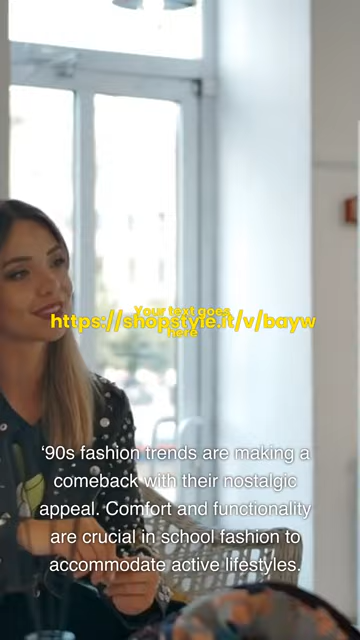 Your text goes
https://shopstyle.it/v/bayw
here
‘90s fashion trends are making a
comeback with their nostalgic
appeal. Comfort and functionality
are crucial in school fashion to
accommodate active lifestyles.